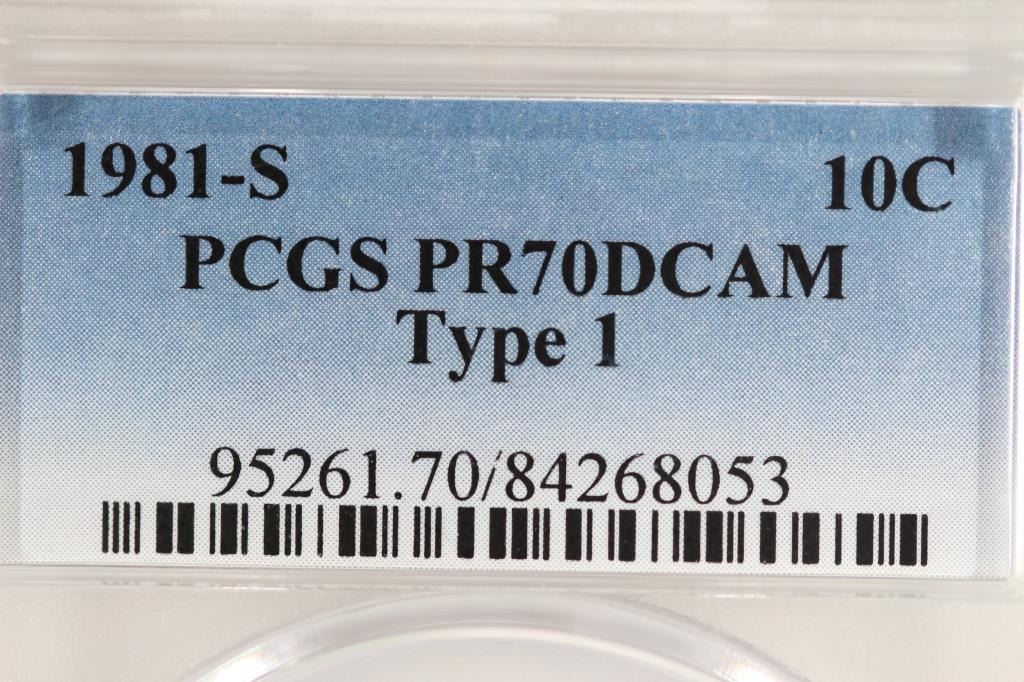 1981-S 10C
PCGS PR70DCAM
Type 1
95261.70/84268053